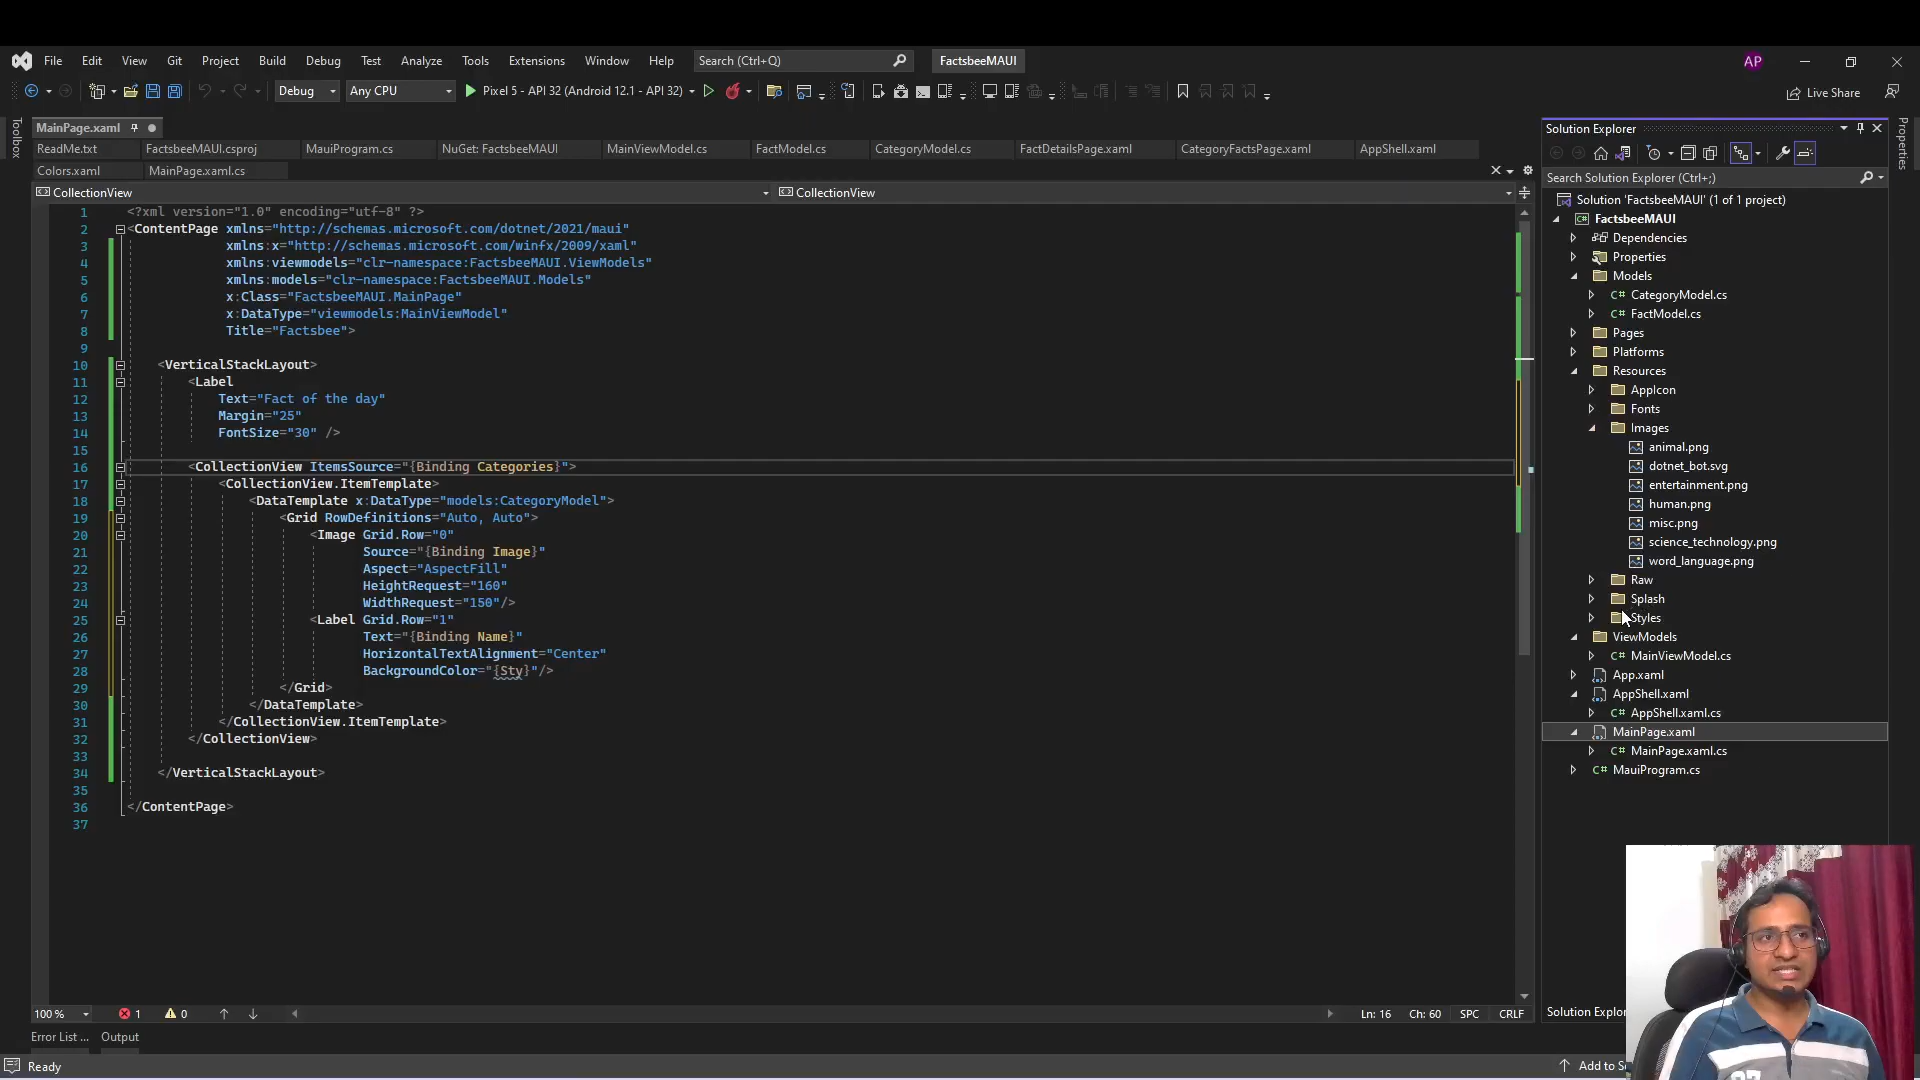 File Edit View Git Project Build Debug Test Analyze Tools Extensions Window Help Search (Ctrl+Q) FactsbeeMAUI AP
Debug Any CPU Pixel 5 - API 32 (Android 12.1 - API 32) Live Share
MainPage.xaml
ReadMe.txt FactsbeeMAUI.csproj MauiProgram.cs NuGet: FactsbeeMAUI MainViewModel.cs FactModel.cs CategoryModel.cs FactDetailsPage.xaml CategoryFactsPage.xaml AppShell.xaml
Colors.xaml MainPage.xaml.cs
CollectionView CollectionView
Toolbox
1 <?xml version="1.0" encoding="utf-8" ?>
2 <ContentPage xmlns="http://schemas.microsoft.com/dotnet/2021/maui"
3 xmlns:x="http://schemas.microsoft.com/winfx/2009/xaml"
4 xmlns:viewmodels="clr-namespace:FactsbeeMAUI.ViewModels"
5 xmlns:models="clr-namespace:FactsbeeMAUI.Models"
6 x:Class="FactsbeeMAUI.MainPage"
7 x:DataType="viewmodels:MainViewModel"
8 Title="Factsbee">
9
10 <VerticalStackLayout>
11 <Label
12 Text="Fact of the day"
13 Margin="25"
14 FontSize="30" />
15
16 <CollectionView ItemsSource="{Binding Categories}">
17 <CollectionView.ItemTemplate>
18 <DataTemplate x:DataType="models:CategoryModel">
19 <Grid RowDefinitions="Auto, Auto">
20 <Image Grid.Row="0"
21 Source="{Binding Image}"
22 Aspect="AspectFill"
23 HeightRequest="160"
24 WidthRequest="150"/>
25 <Label Grid.Row="1"
26 Text="{Binding Name}"
27 HorizontalTextAlignment="Center"
28 BackgroundColor="{Sty}"/>
29 </Grid>
30 </DataTemplate>
31 </CollectionView.ItemTemplate>
32 </CollectionView>
33
34 </VerticalStackLayout>
35
36 </ContentPage>
37
100 % 1 0 Ln: 16 Ch: 60 SPC CRLF
Error List ... Output
Ready
Solution Explorer
Search Solution Explorer (Ctrl+;)
Solution 'FactsbeeMAUI' (1 of 1 project)
FactsbeeMAUI
Dependencies
Properties
Models
C# CategoryModel.cs
C# FactModel.cs
Pages
Platforms
Resources
AppIcon
Fonts
Images
animal.png
dotnet_bot.svg
entertainment.png
human.png
misc.png
science_technology.png
word_language.png
Raw
Splash
Styles
ViewModels
C# MainViewModel.cs
App.xaml
AppShell.xaml
C# AppShell.xaml.cs
MainPage.xaml
C# MainPage.xaml.cs
C# MauiProgram.cs
Properties
Solution Explor
Add to S